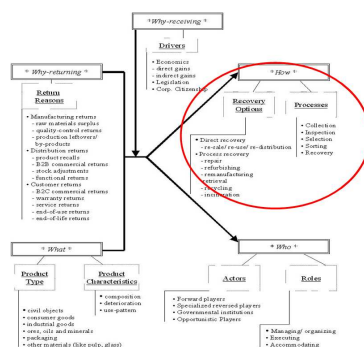 * Why-receiving *
Drivers
• Economics
- direct gains
- indirect gains
• Legislation
• Corp. Citizenship
* Why-returning *
Return
Reasons
• Manufacturing returns
- raw materials surplus
- quality-control returns
- production leftovers/
by-products
• Distribution returns
- product recalls
- B2B commercial returns
- stock adjustments
- functional returns
• Customer returns
- B2C commercial returns
- warranty returns
- service returns
- end-of-use returns
- end-of-life returns
* How *
Recovery
Options
• Direct recovery
- re-sale/ re-use/ re-distribution
• Process recovery
- repair
- refurbishing
- remanufacturing
- retrieval
- recycling
- incineration
Processes
• Collection
• Inspection
• Selection
• Sorting
• Recovery
* What *
Product
Type
• civil objects
• consumer goods
• industrial goods
• ores, oils and minerals
• packaging
• other materials (like pulp, glass)
Product
Characteristics
• composition
• deterioration
• use-pattern
* Who *
Actors
• Forward players
• Specialized reversed players
• Governmental institutions
• Opportunistic Players
Roles
• Managing/ organizing
• Executing
• Accommodating